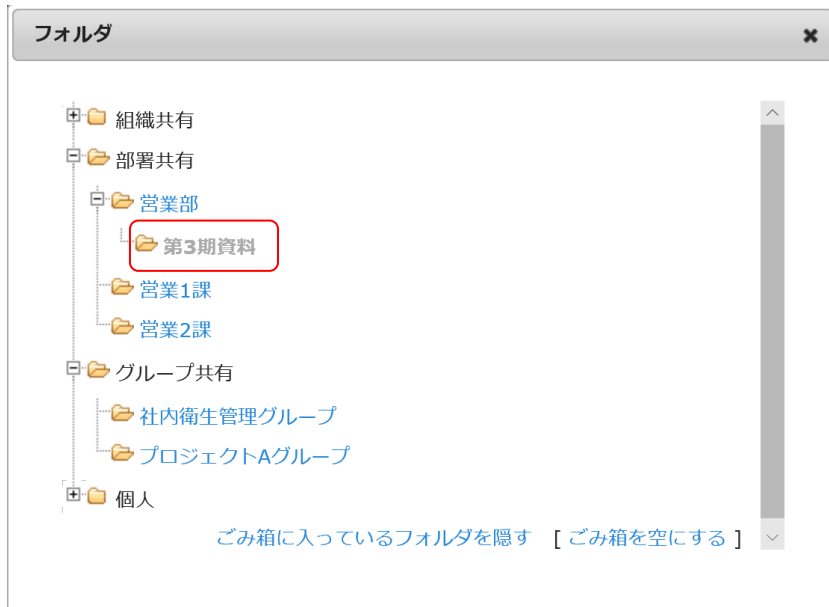 フォルダ
組織共有
部署共有
営業部
第3期資料
営業1課
営業2課
グループ共有
社内衛生管理グループ
プロジェクトAグループ
個人
ごみ箱に入っているフォルダを隠す [ ごみ箱を空にする ]